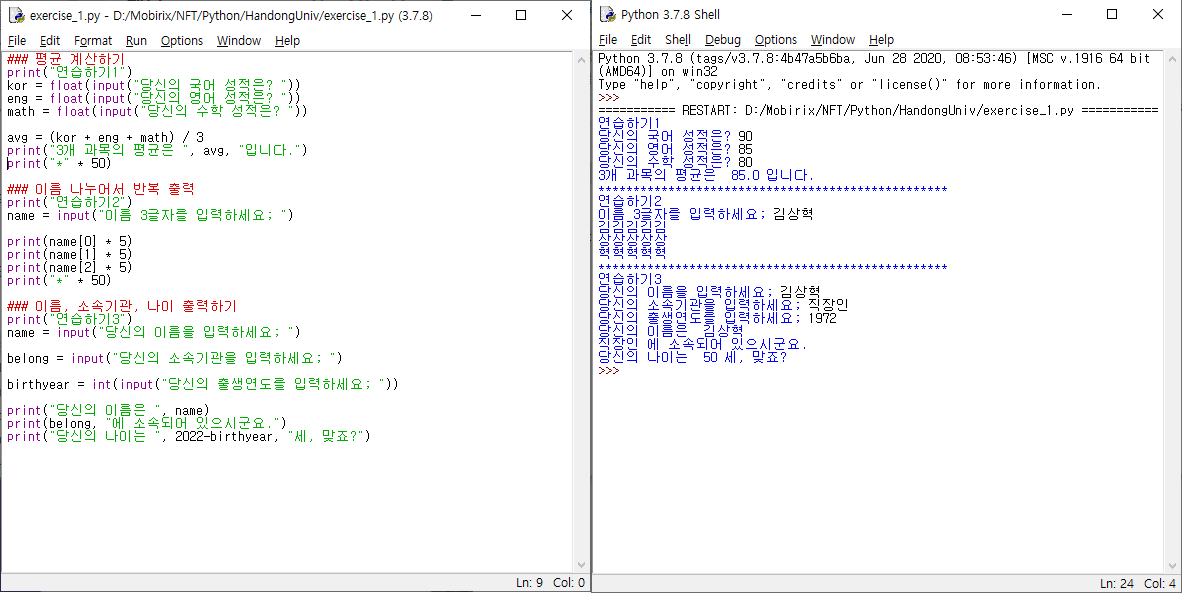 exercise_1.py - D:/Mobirix/NFT/Python/HandongUniv/exercise_1.py (3.7.8)
File Edit Format Run Options Window Help
### 평균 계산하기
print("연습하기1")
kor = float(input("당신의 국어 성적은? "))
eng = float(input("당신의 영어 성적은? "))
math = float(input("당신의 수학 성적은? "))

avg = (kor + eng + math) / 3
print("3개 과목의 평균은 ", avg, "입니다.")
print("*" * 50)

### 이름 나누어서 반복 출력
print("연습하기2")
name = input("이름 3글자를 입력하세요; ")

print(name[0] * 5)
print(name[1] * 5)
print(name[2] * 5)
print("*" * 50)

### 이름, 소속기관, 나이 출력하기
print("연습하기3")
name = input("당신의 이름을 입력하세요; ")

belong = input("당신의 소속기관을 입력하세요; ")

birthyear = int(input("당신의 출생연도를 입력하세요; "))

print("당신의 이름은 ", name)
print(belong, "에 소속되어 있으시군요.")
print("당신의 나이는 ", 2022-birthyear, "세, 맞죠?")
Ln: 9 Col: 0
Python 3.7.8 Shell
File Edit Shell Debug Options Window Help
Python 3.7.8 (tags/v3.7.8:4b47a5b6ba, Jun 28 2020, 08:53:46) [MSC v.1916 64 bit
(AMD64)] on win32
Type "help", "copyright", "credits" or "license()" for more information.
>>>
=========== RESTART: D:/Mobirix/NFT/Python/HandongUniv/exercise_1.py ===========
연습하기1
당신의 국어 성적은? 90
당신의 영어 성적은? 85
당신의 수학 성적은? 80
3개 과목의 평균은  85.0 입니다.
**************************************************
연습하기2
이름 3글자를 입력하세요; 김상혁
김김김김김
상상상상상
혁혁혁혁혁
**************************************************
연습하기3
당신의 이름을 입력하세요; 김상혁
당신의 소속기관을 입력하세요; 직장인
당신의 출생연도를 입력하세요; 1972
당신의 이름은  김상혁
직장인 에 소속되어 있으시군요.
당신의 나이는  50 세, 맞죠?
>>>
Ln: 24 Col: 4